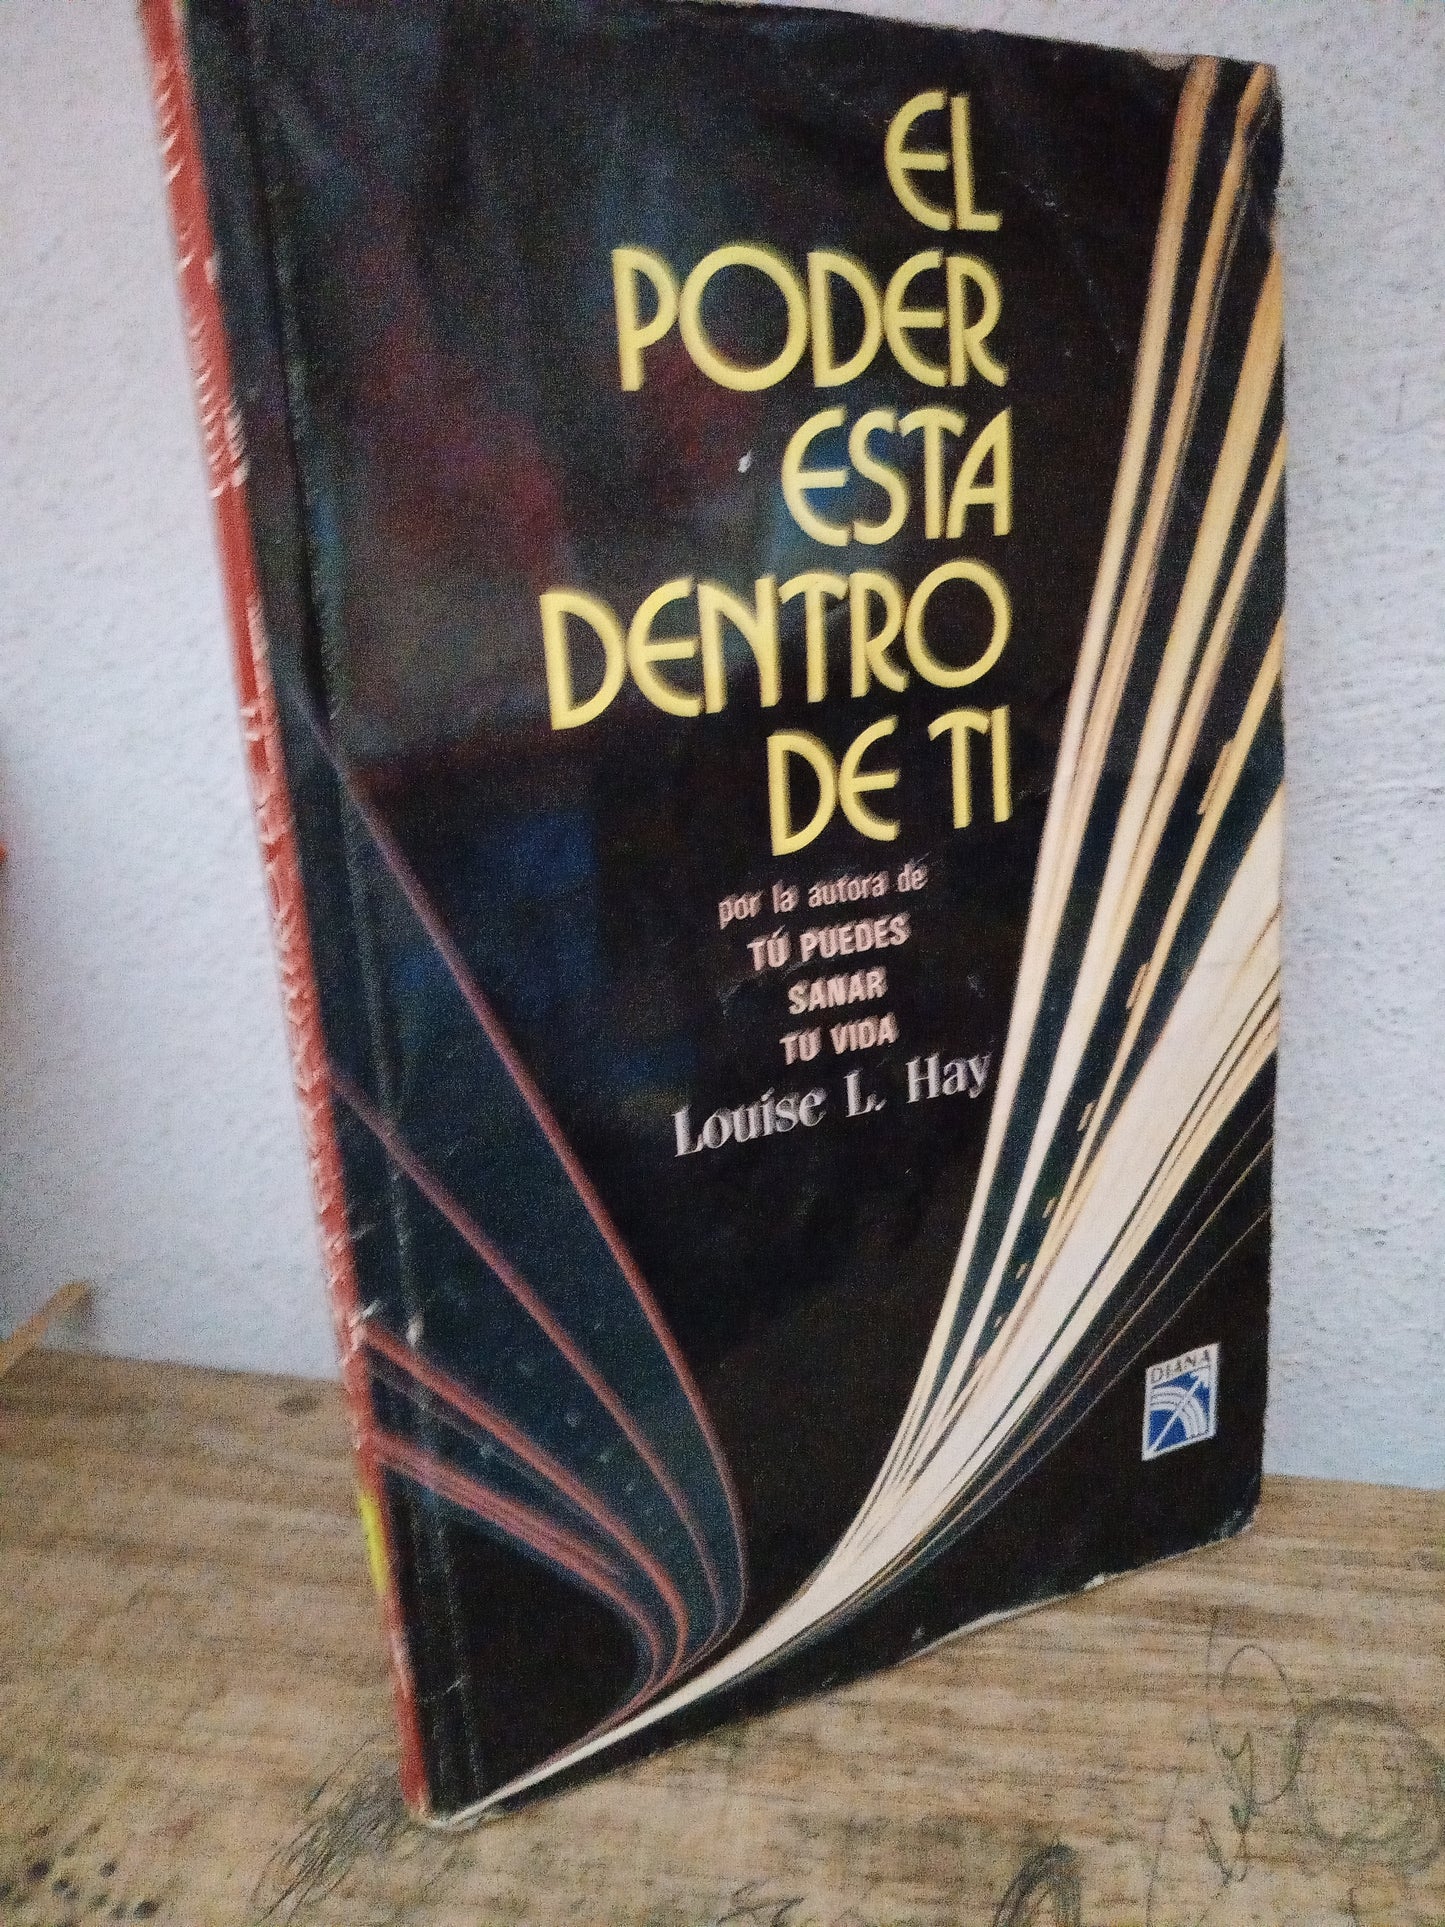 EL
PODER
ESTA
DENTRO
DE TI
por la autora de
TÚ PUEDES
SANAR
TU VIDA
Louise L. Hay
DIANA